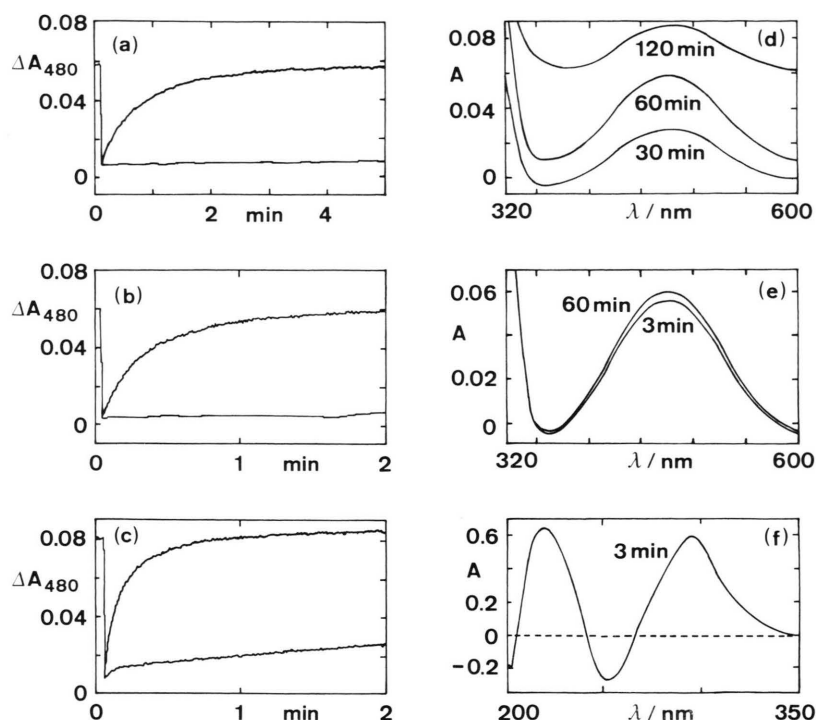 0.08
(a)
ΔA480
0.04
0
0 2 min 4
(d)
0.08
A
0.04
0
120 min
60 min
30 min
320 λ / nm 600
0.08
(b)
ΔA480
0.04
0
0 1 min 2
(e)
0.06
A
0.02
0
60 min
3 min
320 λ / nm 600
(c)
0.08
ΔA480
0.04
0
0 1 min 2
(f)
0.6
A
0.2
0
-0.2
3 min
200 λ / nm 350